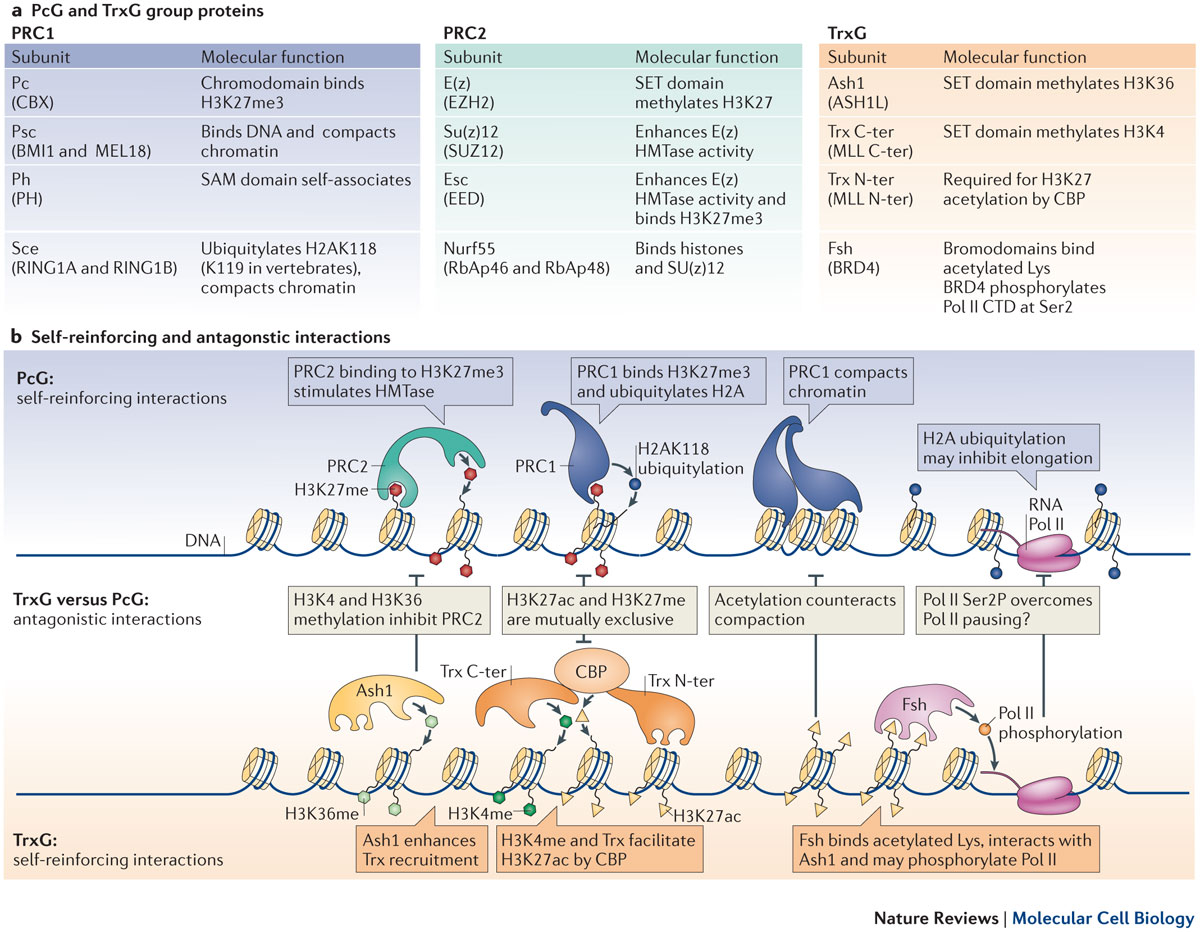 a PcG and TrxG group proteins
PRC1
Subunit Molecular function
Pc Chromodomain binds
(CBX) H3K27me3
Psc Binds DNA and compacts
(BMI1 and MEL18) chromatin
Ph SAM domain self-associates
(PH)
Sce Ubiquitylates H2AK118
(RING1A and RING1B) (K119 in vertebrates),
compacts chromatin
PRC2
Subunit Molecular function
E(z) SET domain
(EZH2) methylates H3K27
Su(z)12 Enhances E(z)
(SUZ12) HMTase activity
Esc Enhances E(z)
(EED) HMTase activity and
binds H3K27me3
Nurf55 Binds histones
(RbAp46 and RbAp48) and SU(z)12
TrxG
Subunit Molecular function
Ash1 SET domain methylates H3K36
(ASH1L)
Trx C-ter SET domain methylates H3K4
(MLL C-ter)
Trx N-ter Required for H3K27
(MLL N-ter) acetylation by CBP
Fsh Bromodomains bind
(BRD4) acetylated Lys
BRD4 phosphorylates
Pol II CTD at Ser2
b Self-reinforcing and antagonstic interactions
PcG:
self-reinforcing interactions
PRC2 binding to H3K27me3
stimulates HMTase
PRC1 binds H3K27me3
and ubiquitylates H2A
PRC1 compacts
chromatin
H2A ubiquitylation
may inhibit elongation
PRC2
H3K27me
PRC1
H2AK118
ubiquitylation
RNA
Pol II
DNA
TrxG versus PcG:
antagonistic interactions
H3K4 and H3K36
methylation inhibit PRC2
H3K27ac and H3K27me
are mutually exclusive
Acetylation counteracts
compaction
Pol II Ser2P overcomes
Pol II pausing?
Ash1
Trx C-ter
CBP
Trx N-ter
Fsh
Pol II
phosphorylation
H3K36me
H3K4me
H3K27ac
TrxG:
self-reinforcing interactions
Ash1 enhances
Trx recruitment
H3K4me and Trx facilitate
H3K27ac by CBP
Fsh binds acetylated Lys, interacts with
Ash1 and may phosphorylate Pol II
Nature Reviews | Molecular Cell Biology